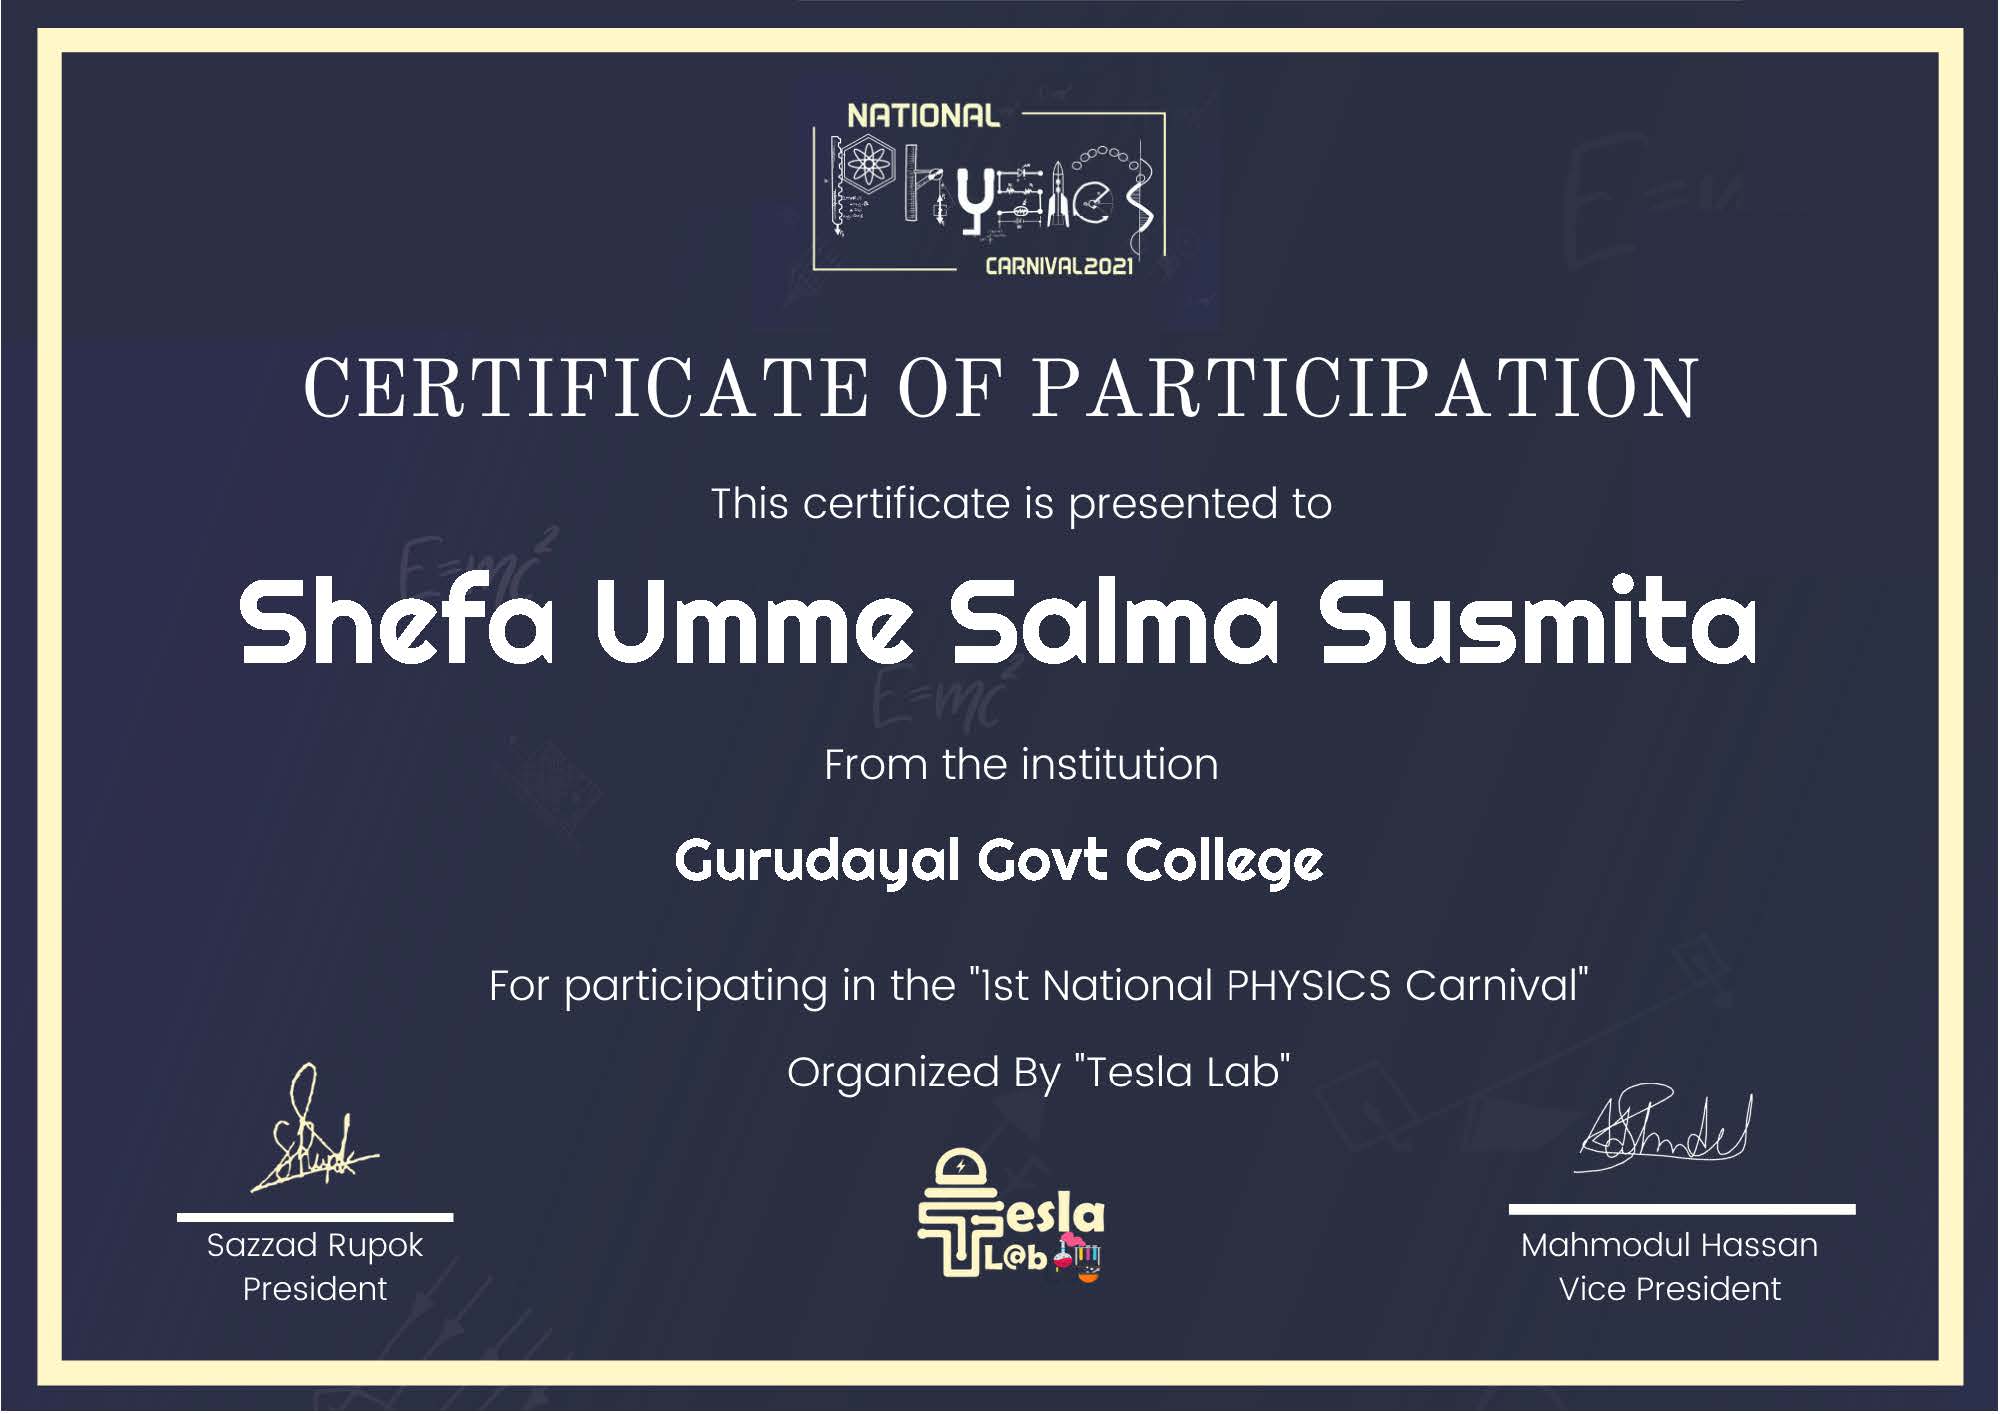 NATIONAL
Physics
CARNIVAL2021
CERTIFICATE OF PARTICIPATION
This certificate is presented to
E=mc²
Shefa Umme Salma Susmita
E=mc²
From the institution
Gurudayal Govt College
For participating in the "1st National PHYSICS Carnival"
Organized By "Tesla Lab"
Tesla
L@b
Sazzad Rupok
President
Mahmodul Hassan
Vice President